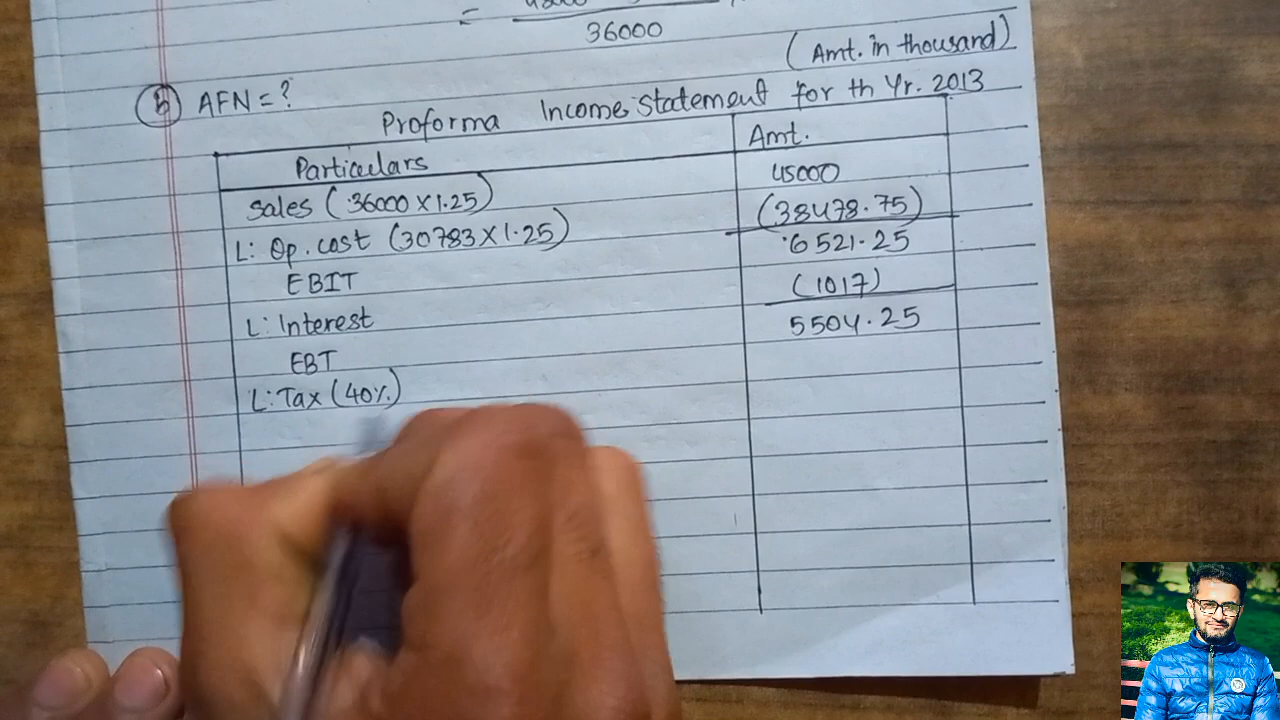 = 36000
(Amt. in thousand)
(b) AFN = ?
Proforma Income Statement for th Yr. 2013
Particulars Amt.
Sales (36000 X 1.25) 45000
L: Op. cost (30783 X 1.25) (38478.75)
EBIT 6521.25
L: Interest (1017)
EBT 5504.25
L: Tax (40%)